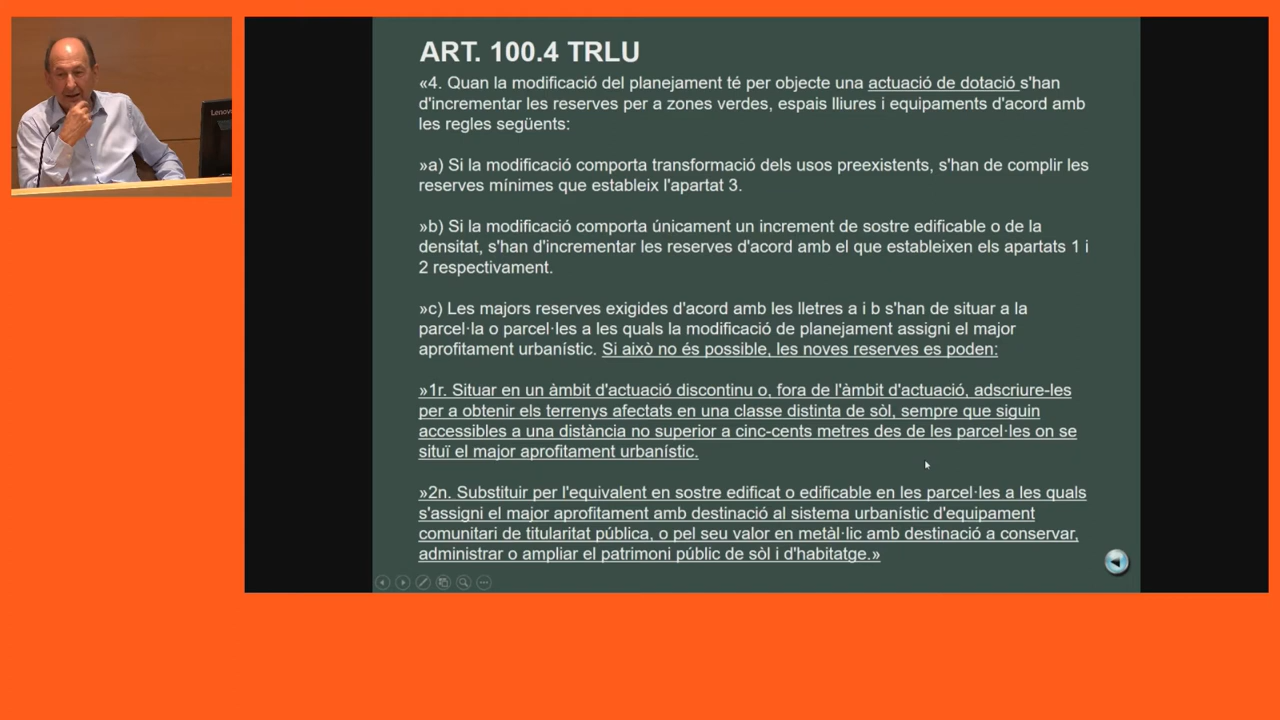 Lenovo
ART. 100.4 TRLU
«4. Quan la modificació del planejament té per objecte una actuació de dotació s'han
d'incrementar les reserves per a zones verdes, espais lliures i equipaments d'acord amb
les regles següents:
»a) Si la modificació comporta transformació dels usos preexistents, s'han de complir les
reserves mínimes que estableix l'apartat 3.
»b) Si la modificació comporta únicament un increment de sostre edificable o de la
densitat, s'han d'incrementar les reserves d'acord amb el que estableixen els apartats 1 i
2 respectivament.
»c) Les majors reserves exigides d'acord amb les lletres a i b s'han de situar a la
parcel·la o parcel·les a les quals la modificació de planejament assigni el major
aprofitament urbanístic. Si això no és possible, les noves reserves es poden:
»1r. Situar en un àmbit d'actuació discontinu o, fora de l'àmbit d'actuació, adscriure-les
per a obtenir els terrenys afectats en una classe distinta de sòl, sempre que siguin
accessibles a una distància no superior a cinc-cents metres des de les parcel·les on se
situï el major aprofitament urbanístic.
»2n. Substituir per l'equivalent en sostre edificat o edificable en les parcel·les a les quals
s'assigni el major aprofitament amb destinació al sistema urbanístic d'equipament
comunitari de titularitat pública, o pel seu valor en metàl·lic amb destinació a conservar,
administrar o ampliar el patrimoni públic de sòl i d'habitatge.»